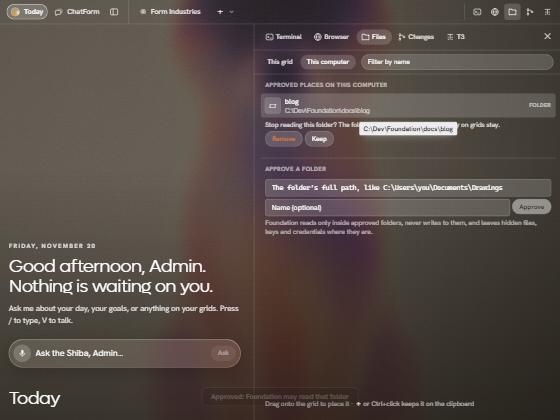 Today
ChatForm
Form Industries
Terminal
Browser
Files
Changes
T3
This grid
This computer
Filter by name
APPROVED PLACES ON THIS COMPUTER
blog
C:\Dev\Foundation\docs\blog
FOLDER
Stop reading this folder? The
on grids stay.
C:\Dev\Foundation\docs\blog
Remove
Keep
APPROVE A FOLDER
The folder's full path, like C:\Users\you\Documents\Drawings
Name (optional)
Approve
Foundation reads only inside approved folders, never writes to them, and leaves hidden files,
keys and credentials where they are.
FRIDAY, NOVEMBER 20
Good afternoon, Admin.
Nothing is waiting on you.
Ask me about your day, your goals, or anything on your grids. Press
/ to type, V to talk.
Ask the Shiba, Admin...
Ask
Today
Approved: Foundation may read that folder
Drag onto the grid to place it · + or Ctrl+click keeps it on the clipboard